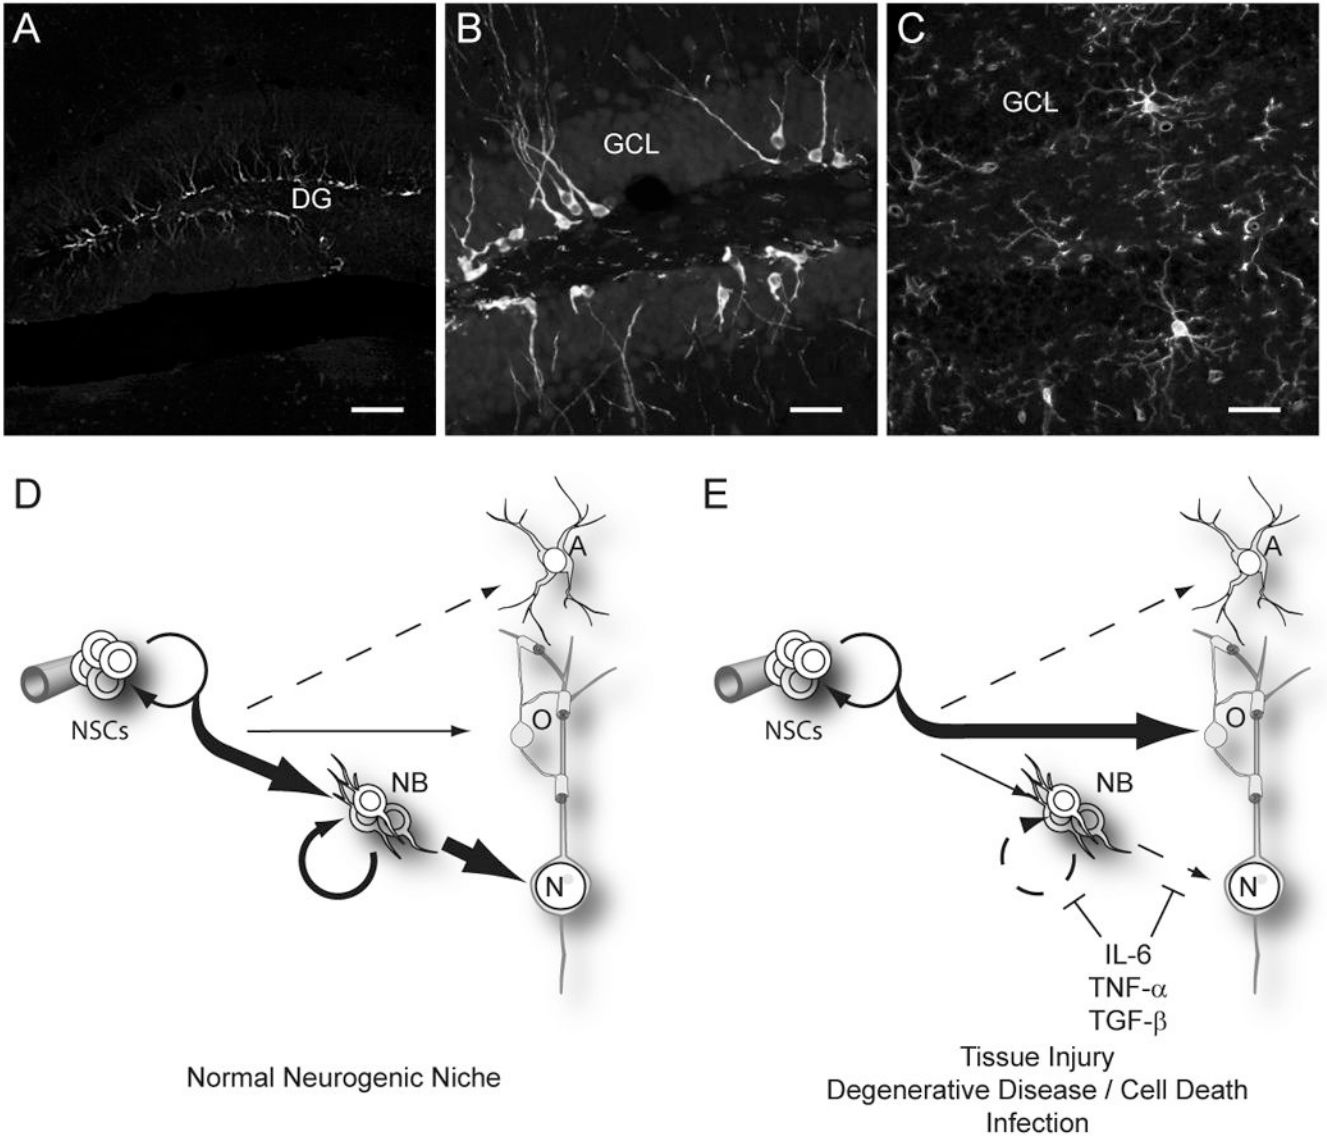 A
B
C
DG
GCL
GCL
D
E
A
A
NSCs
O
NSCs
O
NB
NB
N
N
IL-6
TNF-α
TGF-β
Normal Neurogenic Niche
Tissue Injury
Degenerative Disease / Cell Death
Infection